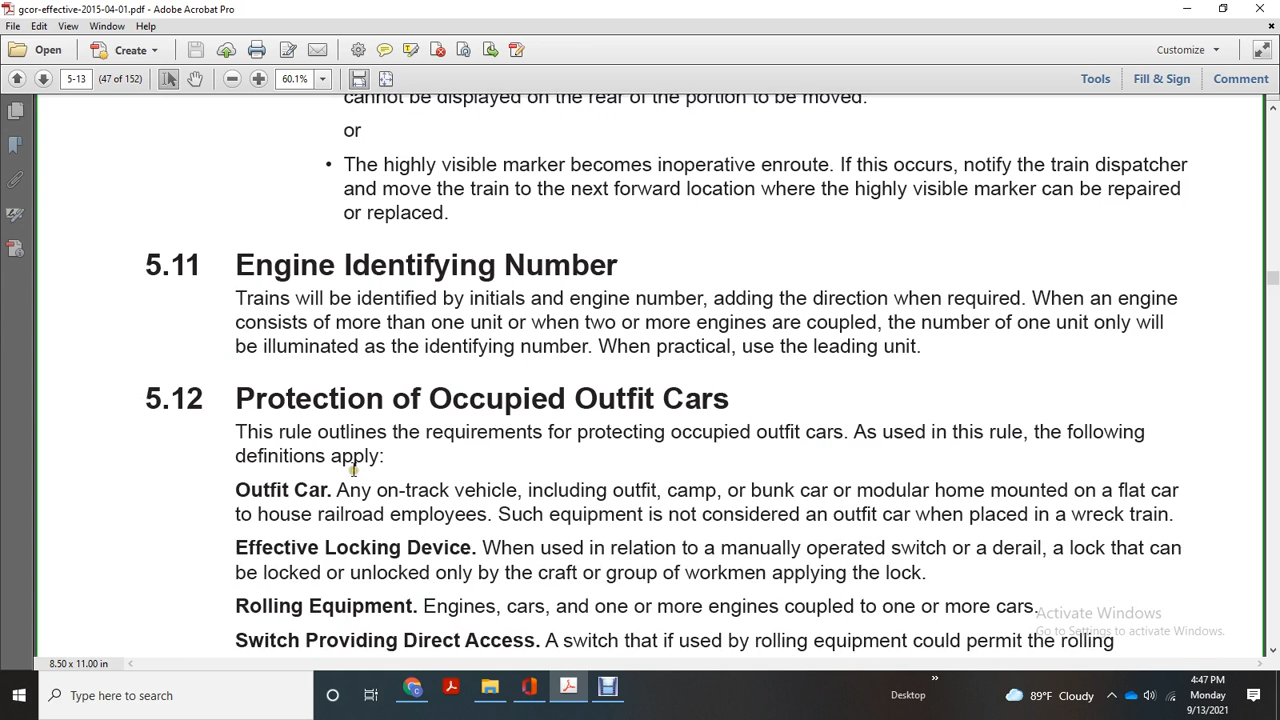 gcor-effective-2015-04-01.pdf - Adobe Acrobat Pro
File Edit View Window Help
Open Create Customize
5-13 (47 of 152) 60.1% Tools Fill & Sign Comment
cannot be displayed on the rear of the portion to be moved.
or
• The highly visible marker becomes inoperative enroute. If this occurs, notify the train dispatcher
and move the train to the next forward location where the highly visible marker can be repaired
or replaced.
5.11 Engine Identifying Number
Trains will be identified by initials and engine number, adding the direction when required. When an engine
consists of more than one unit or when two or more engines are coupled, the number of one unit only will
be illuminated as the identifying number. When practical, use the leading unit.
5.12 Protection of Occupied Outfit Cars
This rule outlines the requirements for protecting occupied outfit cars. As used in this rule, the following
definitions apply:
Outfit Car. Any on-track vehicle, including outfit, camp, or bunk car or modular home mounted on a flat car
to house railroad employees. Such equipment is not considered an outfit car when placed in a wreck train.
Effective Locking Device. When used in relation to a manually operated switch or a derail, a lock that can
be locked or unlocked only by the craft or group of workmen applying the lock.
Rolling Equipment. Engines, cars, and one or more engines coupled to one or more cars.
Activate Windows
Go to Settings to activate Windows.
Switch Providing Direct Access. A switch that if used by rolling equipment could permit the rolling
8.50 x 11.00 in
Type here to search
Desktop
89°F Cloudy
4:47 PM
Monday
9/13/2021